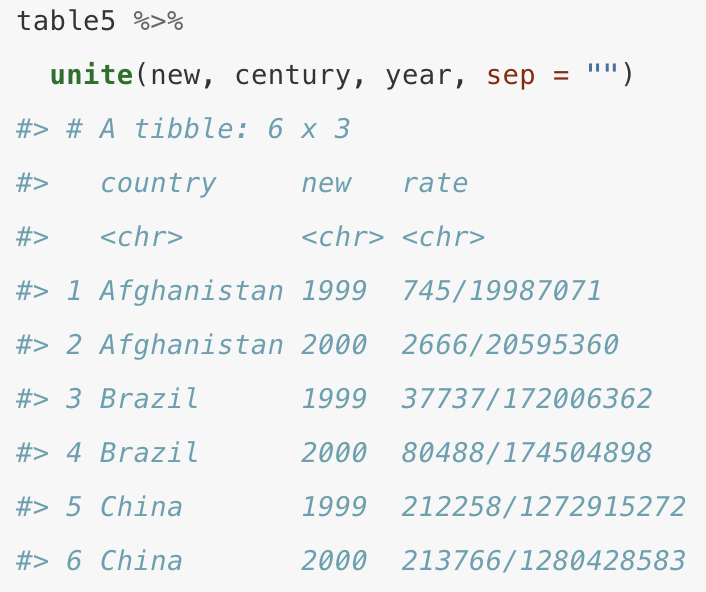 table5 %>%
  unite(new, century, year, sep = "")
#> # A tibble: 6 x 3
#>   country     new   rate
#>   <chr>       <chr> <chr>
#> 1 Afghanistan 1999  745/19987071
#> 2 Afghanistan 2000  2666/20595360
#> 3 Brazil      1999  37737/172006362
#> 4 Brazil      2000  80488/174504898
#> 5 China       1999  212258/1272915272
#> 6 China       2000  213766/1280428583